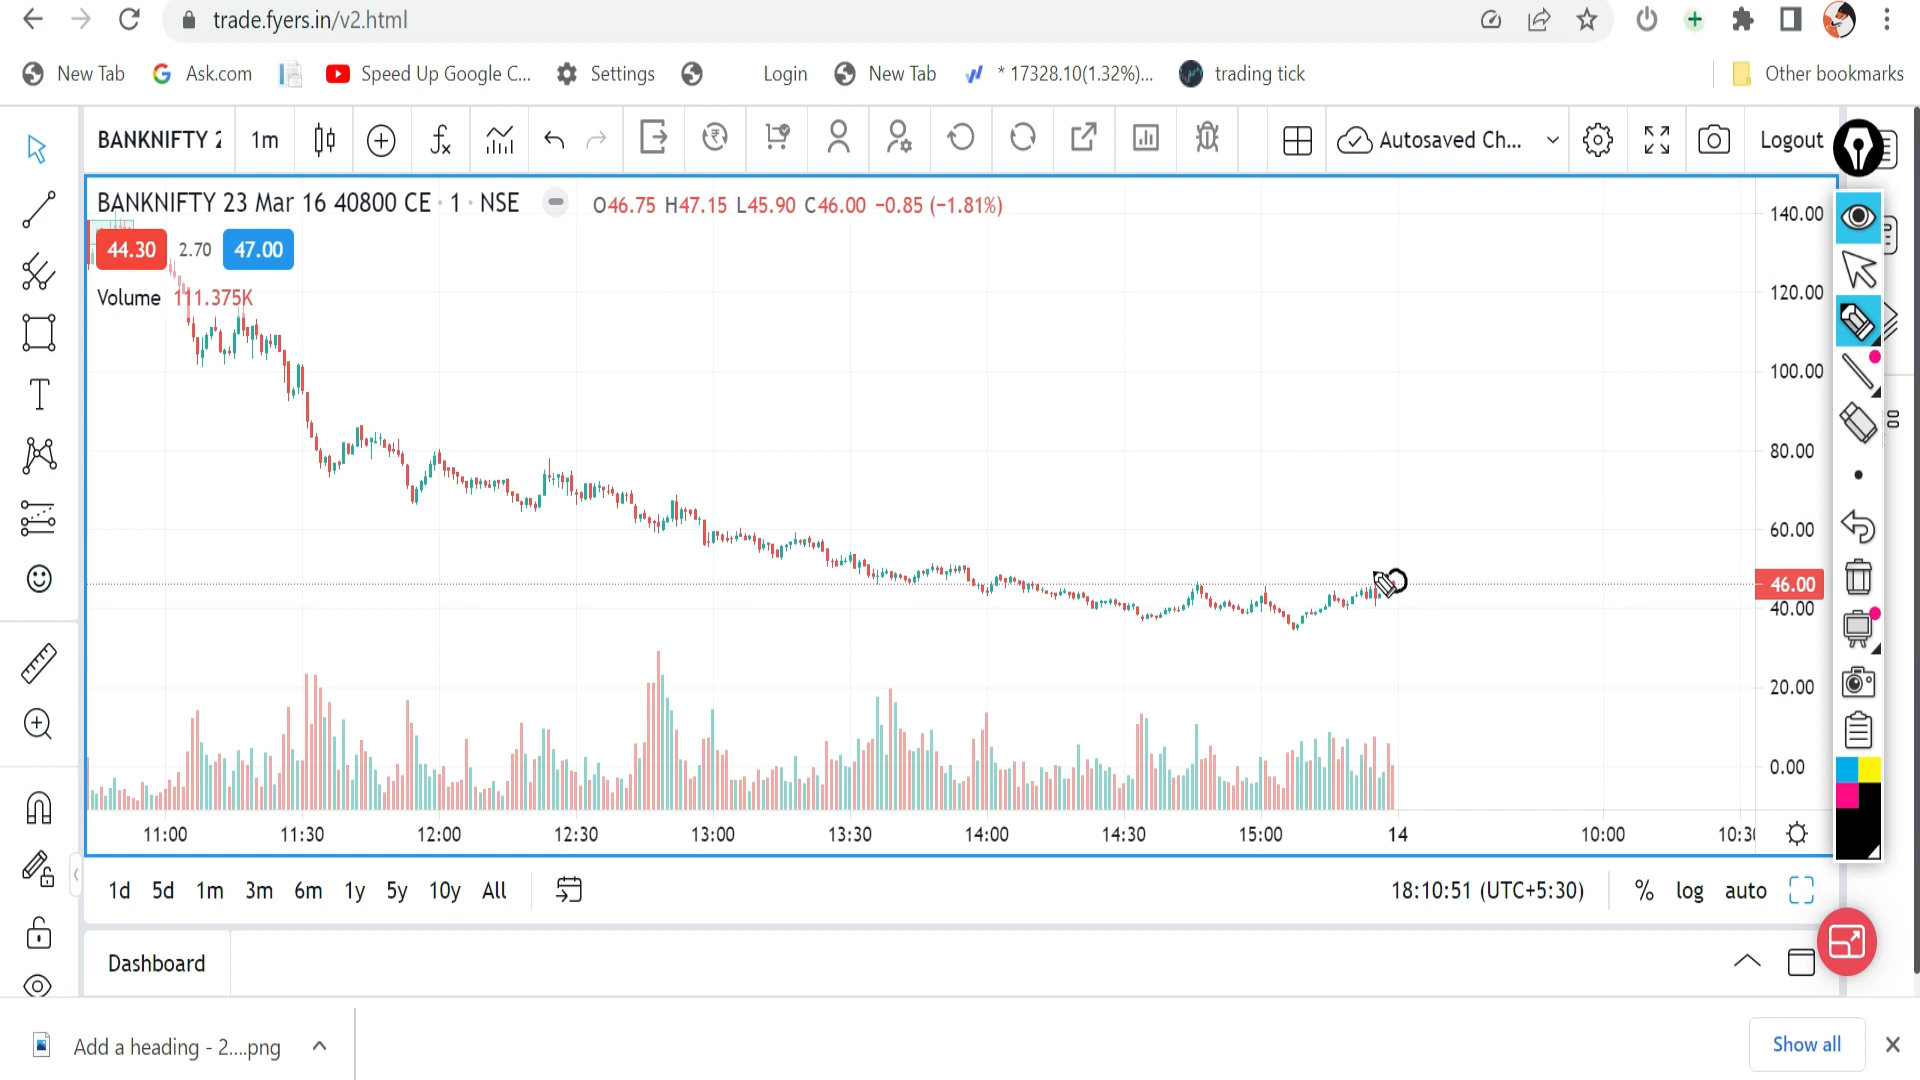 trade.fyers.in/v2.html
New Tab
Ask.com
Speed Up Google C...
Settings
Login
New Tab
* 17328.10(1.32%)...
trading tick
Other bookmarks
BANKNIFTY 2
1m
Autosaved Ch...
Logout
BANKNIFTY 23 Mar 16 40800 CE · 1 · NSE
O46.75 H47.15 L45.90 C46.00 −0.85 (−1.81%)
44.30 2.70 47.00
Volume 111.375K
140.00
120.00
100.00
80.00
60.00
46.00
40.00
20.00
0.00
11:00 11:30 12:00 12:30 13:00 13:30 14:00 14:30 15:00 14 10:00 10:30
1d 5d 1m 3m 6m 1y 5y 10y All
18:10:51 (UTC+5:30)
% log auto
Dashboard
Add a heading - 2....png
Show all